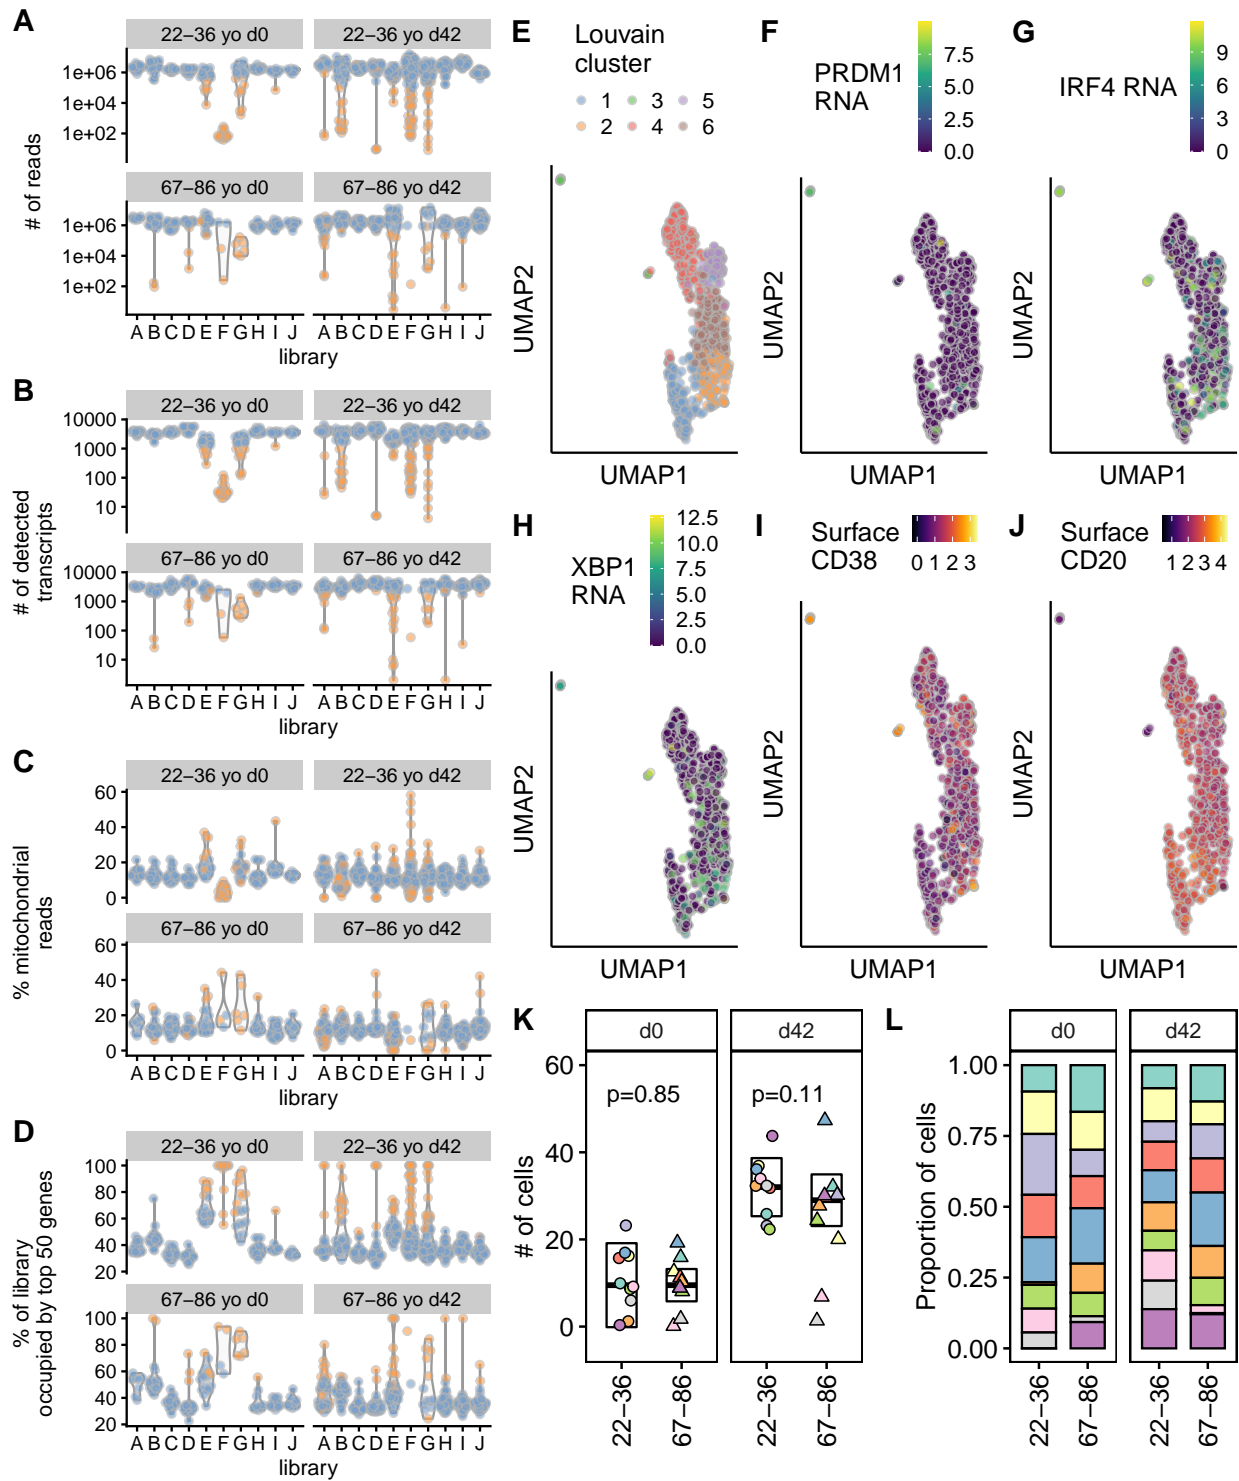 A
22−36 yo d0
22−36 yo d42
1e+06
1e+04
1e+02
67−86 yo d0
67−86 yo d42
1e+06
1e+04
1e+02
# of reads
A B C D E F G H I J
A B C D E F G H I J
library
B
22−36 yo d0
22−36 yo d42
10000
1000
100
10
67−86 yo d0
67−86 yo d42
10000
1000
100
10
# of detected
transcripts
A B C D E F G H I J
A B C D E F G H I J
library
C
22−36 yo d0
22−36 yo d42
60
40
20
0
67−86 yo d0
67−86 yo d42
60
40
20
0
% mitochondrial
reads
A B C D E F G H I J
A B C D E F G H I J
library
D
22−36 yo d0
22−36 yo d42
100
80
60
40
20
67−86 yo d0
67−86 yo d42
100
80
60
40
20
% of library
occupied by top 50 genes
A B C D E F G H I J
A B C D E F G H I J
library
E
Louvain
cluster
1 3 5
2 4 6
UMAP2
UMAP1
F
PRDM1
RNA
7.5
5.0
2.5
0.0
UMAP2
UMAP1
G
IRF4 RNA
9
6
3
0
UMAP2
UMAP1
H
XBP1
RNA
12.5
10.0
7.5
5.0
2.5
0.0
UMAP2
UMAP1
I
Surface
CD38
0 1 2 3
UMAP2
UMAP1
J
Surface
CD20
1 2 3 4
UMAP2
UMAP1
K
d0
d42
60
40
20
0
# of cells
p=0.85
p=0.11
22−36
67−86
22−36
67−86
L
d0
d42
1.00
0.75
0.50
0.25
0.00
Proportion of cells
22−36
67−86
22−36
67−86